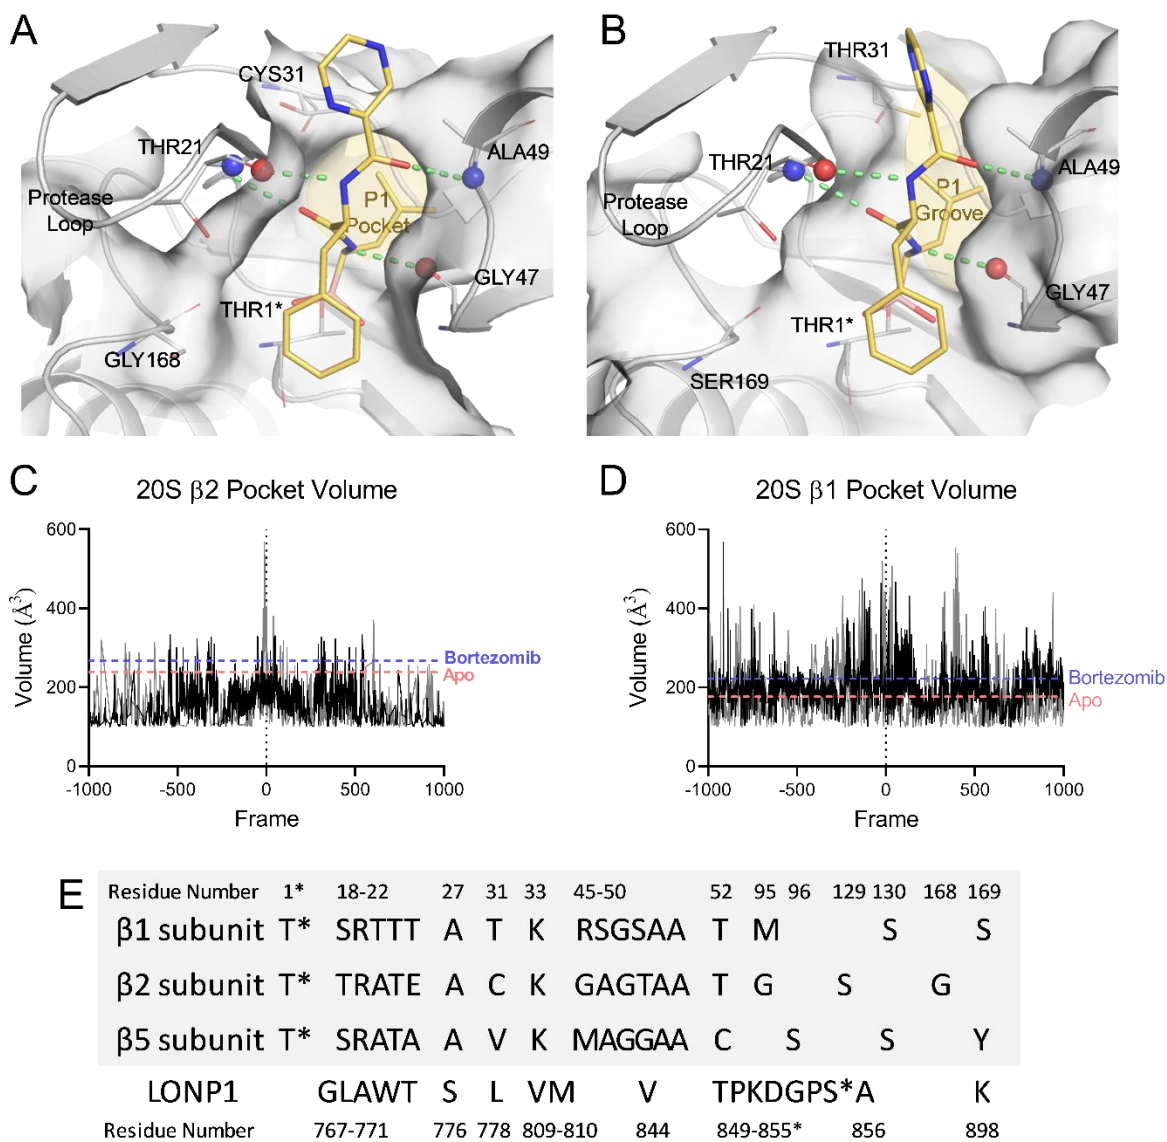 A
CYS31
THR21
ALA49
Protease
Loop
P1
Pocket
GLY47
THR1*
GLY168
B
THR31
THR21
ALA49
Protease
Loop
P1
Groove
GLY47
THR1*
SER169
C
20S β2 Pocket Volume
Volume (Å3)
600
400
200
0
Bortezomib
Apo
-1000 -500 0 500 1000
Frame
D
20S β1 Pocket Volume
Volume (Å3)
600
400
200
0
Bortezomib
Apo
-1000 -500 0 500 1000
Frame
E
Residue Number 1* 18-22 27 31 33 45-50 52 95 96 129 130 168 169
β1 subunit T* SRTTT A T K RSGSAA T M S S
β2 subunit T* TRATE A C K GAGTAA T G S G
β5 subunit T* SRATA A V K MAGGAA C S S Y
LONP1 GLAWT S L VM V TPKDGPS*A K
Residue Number 767-771 776 778 809-810 844 849-855* 856 898